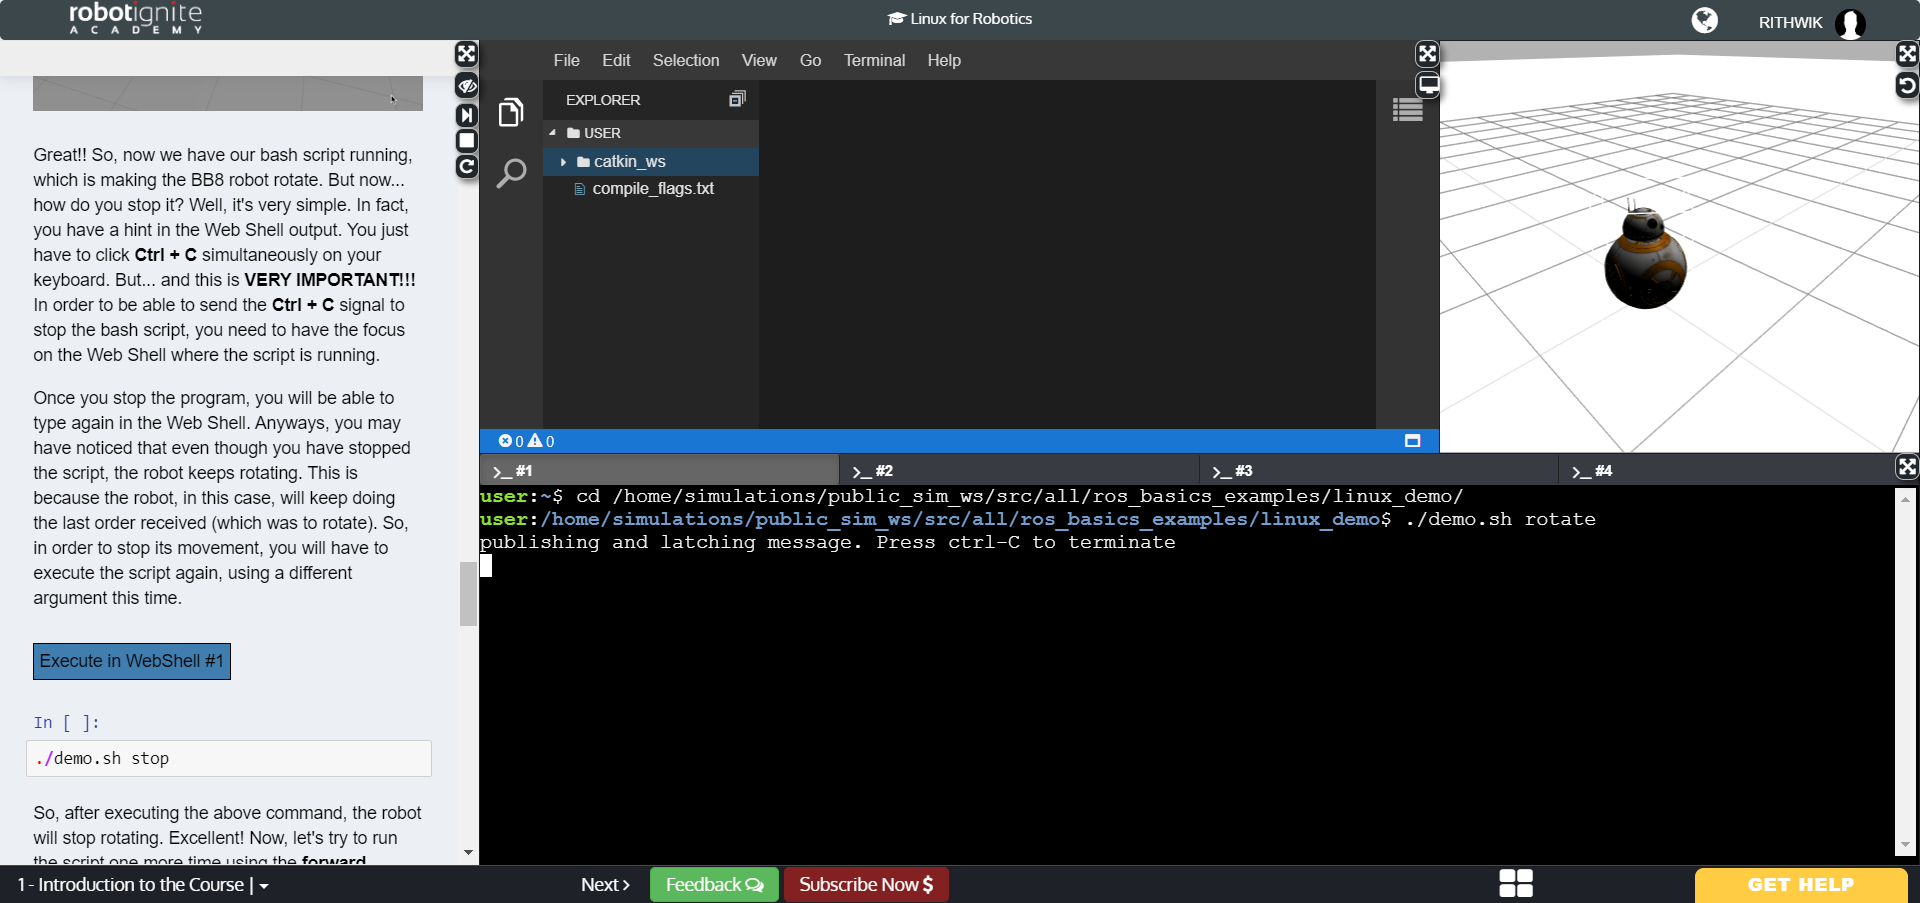 robotignite
ACADEMY
Linux for Robotics
RITHWIK
Great!! So, now we have our bash script running,
which is making the BB8 robot rotate. But now...
how do you stop it? Well, it's very simple. In fact,
you have a hint in the Web Shell output. You just
have to click Ctrl + C simultaneously on your
keyboard. But... and this is VERY IMPORTANT!!!
In order to be able to send the Ctrl + C signal to
stop the bash script, you need to have the focus
on the Web Shell where the script is running.
Once you stop the program, you will be able to
type again in the Web Shell. Anyways, you may
have noticed that even though you have stopped
the script, the robot keeps rotating. This is
because the robot, in this case, will keep doing
the last order received (which was to rotate). So,
in order to stop its movement, you will have to
execute the script again, using a different
argument this time.
Execute in WebShell #1
In [ ]:
./demo.sh stop
So, after executing the above command, the robot
will stop rotating. Excellent! Now, let's try to run
the script one more time using the forward
File Edit Selection View Go Terminal Help
EXPLORER
USER
catkin_ws
compile_flags.txt
0 0
>_ #1 >_ #2 >_ #3 >_ #4
user:~$ cd /home/simulations/public_sim_ws/src/all/ros_basics_examples/linux_demo/
user:/home/simulations/public_sim_ws/src/all/ros_basics_examples/linux_demo$ ./demo.sh rotate
publishing and latching message. Press ctrl-C to terminate
1 - Introduction to the Course |
Next >
Feedback
Subscribe Now $
GET HELP